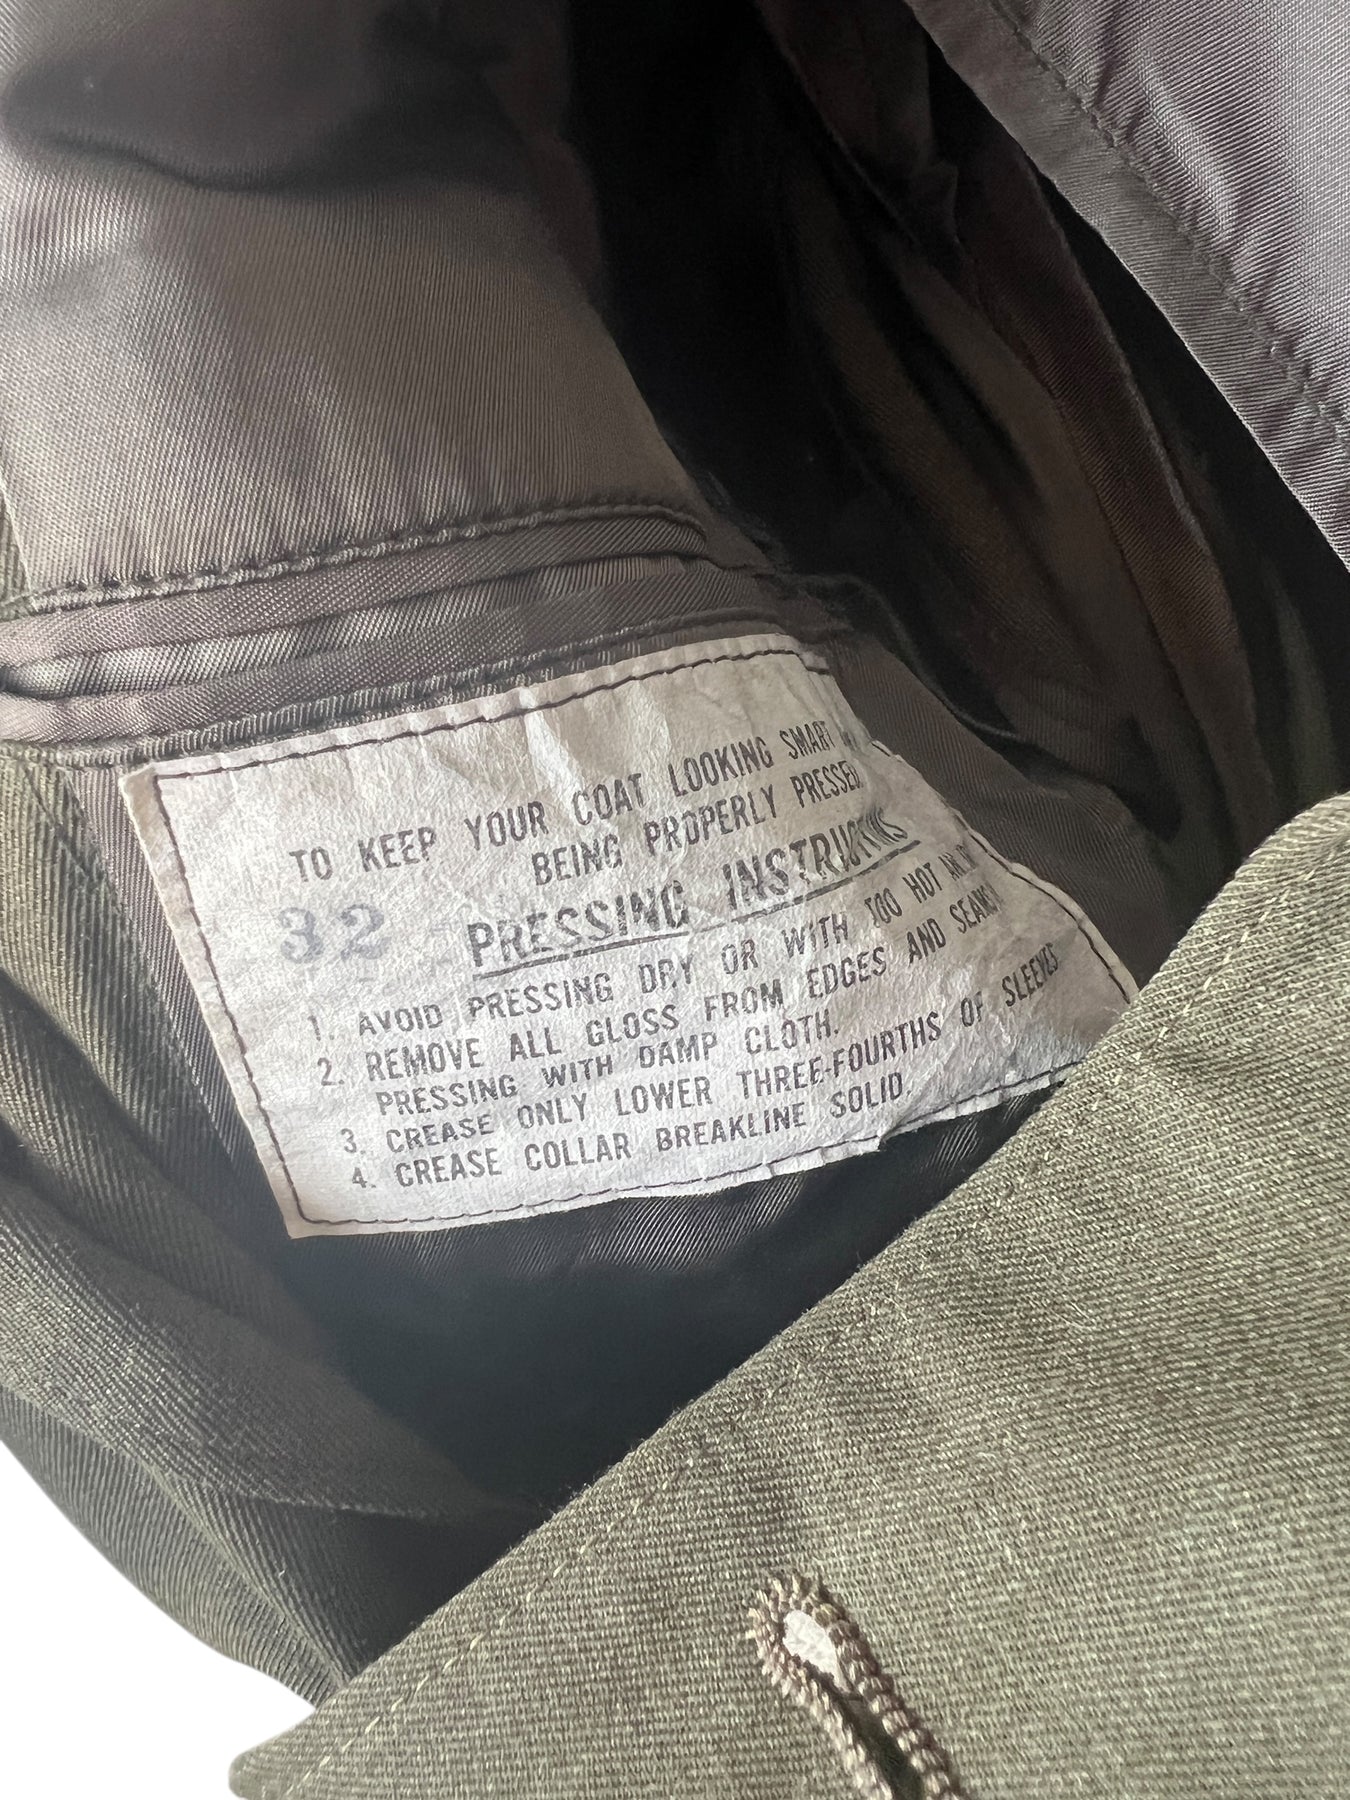 TO KEEP YOUR COAT LOOKING SMART
BEING PROPERLY PRESSED
32
PRESSING INSTRUCTIONS
1. AVOID PRESSING DRY OR WITH TOO HOT AN
2. REMOVE ALL GLOSS FROM EDGES AND SEAMS
PRESSING WITH DAMP CLOTH.
3. CREASE ONLY LOWER THREE-FOURTHS OF SLEEVES
4. CREASE COLLAR BREAKLINE SOLID.